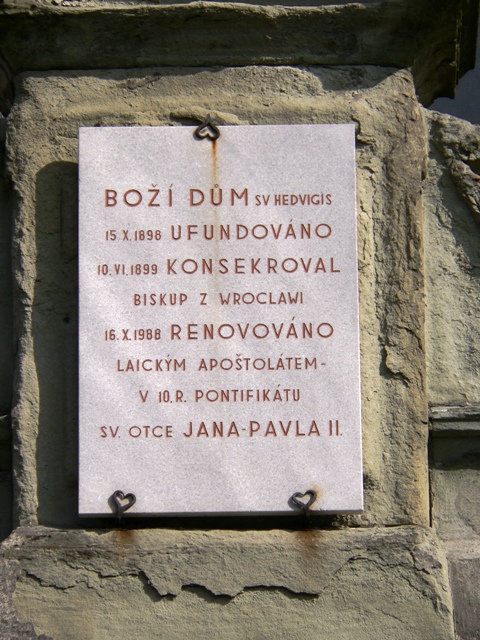 BOŽÍ DŮM SV HEDVIGIS
15 X. 1898 UFUNDOVÁNO
10. VI. 1899 KONSEKROVAL
BISKUP Z WROCLAWI
16. X. 1988 RENOVOVÁNO
LAICKÝM APOŠTOLÁTEM-
V 10. R. PONTIFIKÁTU
SV. OTCE JANA-PAVLA II.